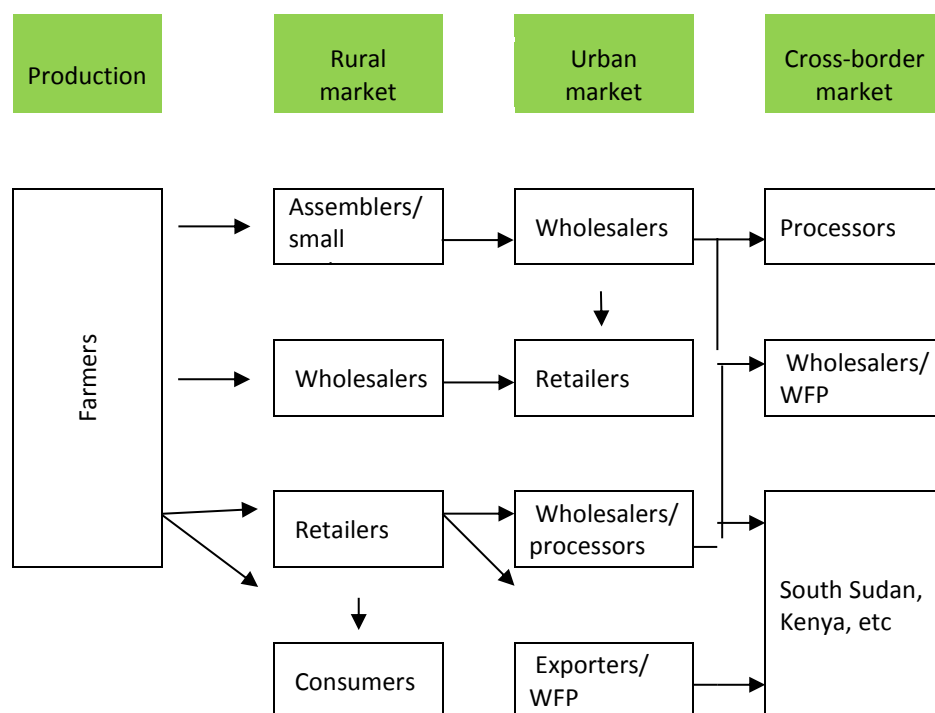 Production
Rural
market
Urban
market
Cross-border
market
Farmers
Assemblers/
small
Wholesalers
Processors
Wholesalers
Retailers
Wholesalers/
WFP
Retailers
Wholesalers/
processors
South Sudan,
Kenya, etc
Consumers
Exporters/
WFP